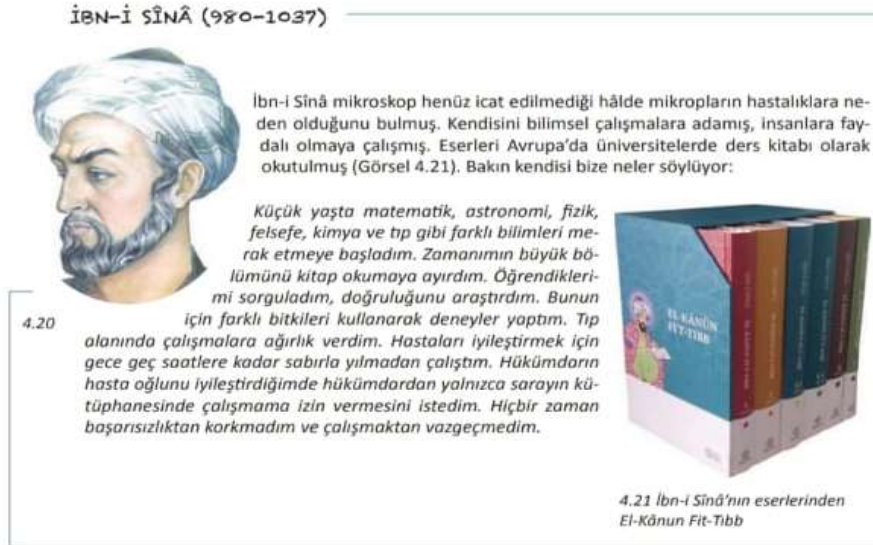 İBN-İ SÎNÂ (980-1037)
İbn-i Sînâ mikroskop henüz icat edilmediği hâlde mikropların hastalıklara ne-
den olduğunu bulmuş. Kendisini bilimsel çalışmalara adamış, insanlara fay-
dalı olmaya çalışmış. Eserleri Avrupa'da üniversitelerde ders kitabı olarak
okutulmuş (Görsel 4.21). Bakın kendisi bize neler söylüyor:
Küçük yaşta matematik, astronomi, fizik,
felsefe, kimya ve tıp gibi farklı bilimleri me-
rak etmeye başladım. Zamanımın büyük bö-
lümünü kitap okumaya ayırdım. Öğrendikleri-
mi sorguladım, doğruluğunu araştırdım. Bunun
için farklı bitkileri kullanarak deneyler yaptım. Tıp
alanında çalışmalara ağırlık verdim. Hastaları iyileştirmek için
gece geç saatlere kadar sabırla yılmadan çalıştım. Hükümdarın
hasta oğlunu iyileştirdiğimde hükümdardan yalnızca sarayın kü-
tüphanesinde çalışmama izin vermesini istedim. Hiçbir zaman
başarısızlıktan korkmadım ve çalışmaktan vazgeçmedim.
4.20
EL-KÂNÛN
FİT-TIBB
4.21 İbn-i Sînâ'nın eserlerinden
El-Kânun Fit-Tıbb